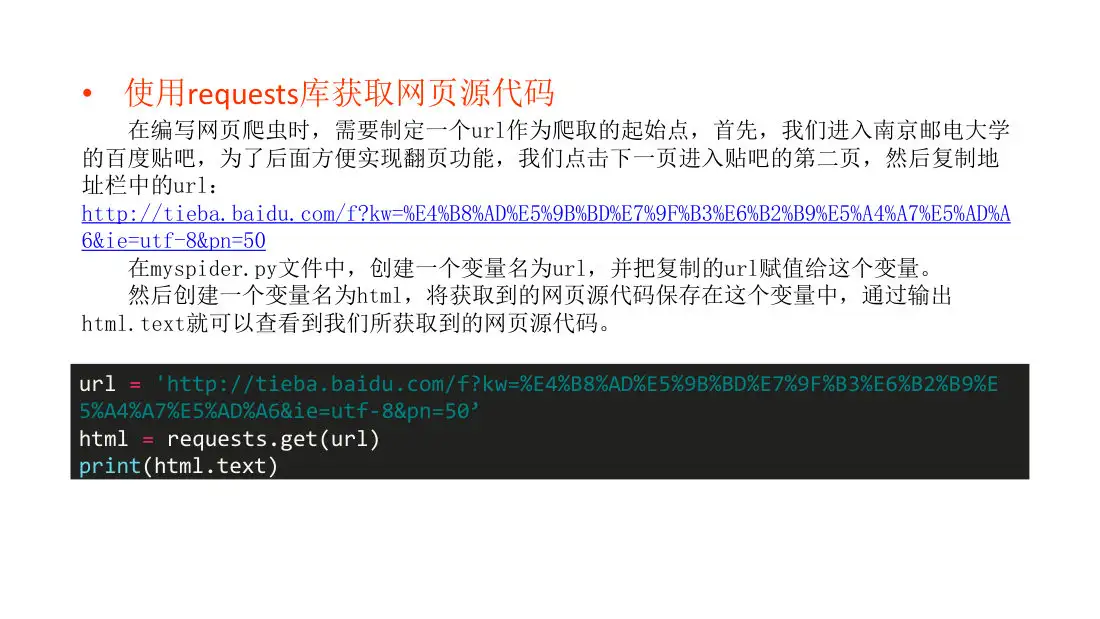 • 使用requests库获取网页源代码
在编写网页爬虫时，需要制定一个url作为爬取的起始点，首先，我们进入南京邮电大学
的百度贴吧，为了后面方便实现翻页功能，我们点击下一页进入贴吧的第二页，然后复制地
址栏中的url：
http://tieba.baidu.com/f?kw=%E4%B8%AD%E5%9B%BD%E7%9F%B3%E6%B2%B9%E5%A4%A7%E5%AD%A
6&ie=utf-8&pn=50
在myspider.py文件中，创建一个变量名为url，并把复制的url赋值给这个变量。
然后创建一个变量名为html，将获取到的网页源代码保存在这个变量中，通过输出
html.text就可以查看到我们所获取到的网页源代码。
url = 'http://tieba.baidu.com/f?kw=%E4%B8%AD%E5%9B%BD%E7%9F%B3%E6%B2%B9%E
5%A4%A7%E5%AD%A6&ie=utf-8&pn=50’
html = requests.get(url)
print(html.text)